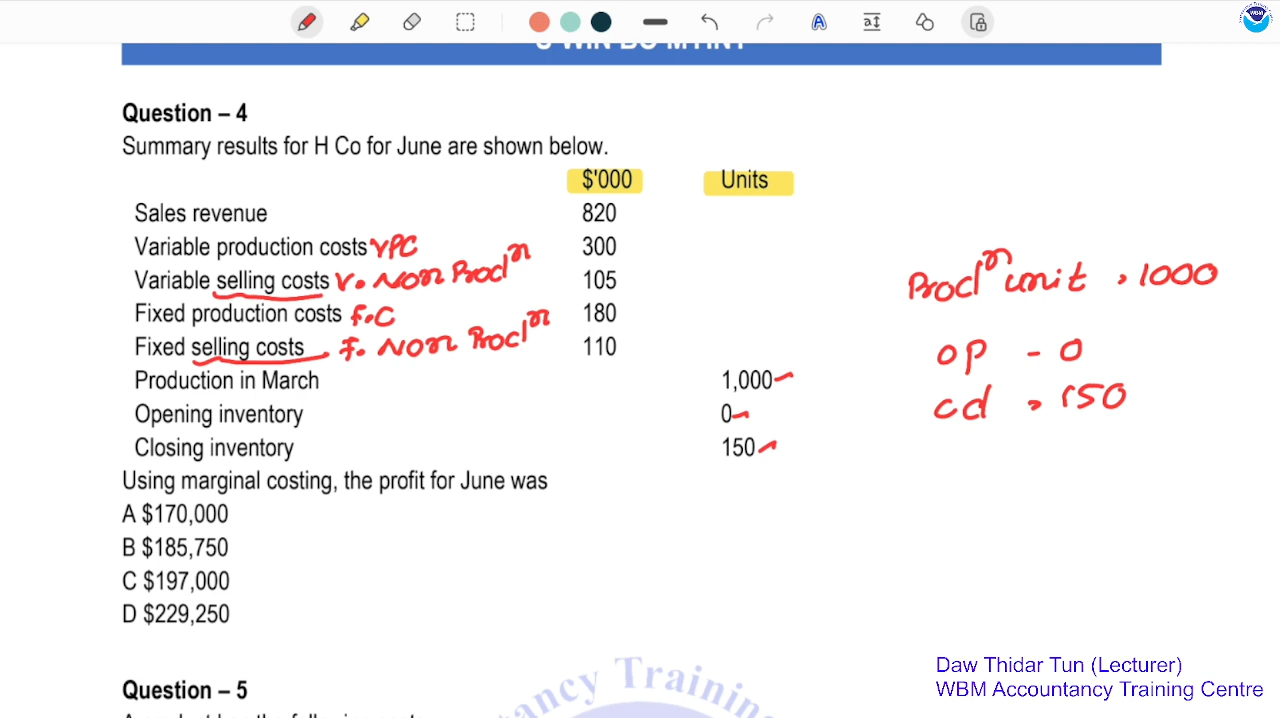 Question – 4
Summary results for H Co for June are shown below.
$'000 Units
Sales revenue 820
Variable production costs VPC 300
Variable selling costs V. Non Procdⁿ 105
Fixed production costs F.C 180
Fixed selling costs F. Non Procdⁿ 110
Production in March 1,000
Opening inventory 0
Closing inventory 150
Procdⁿ unit 1000
op - 0
cd 150
Using marginal costing, the profit for June was
A $170,000
B $185,750
C $197,000
D $229,250
Question – 5
Daw Thidar Tun (Lecturer)
WBM Accountancy Training Centre